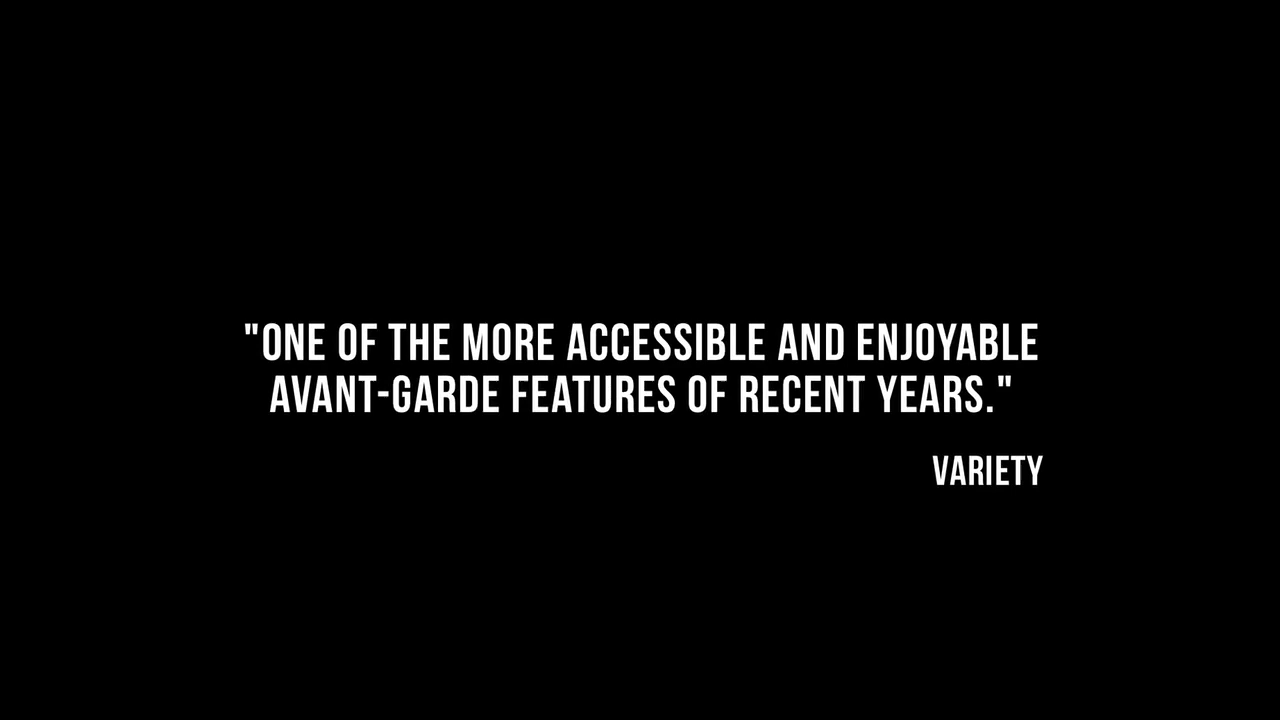 "ONE OF THE MORE ACCESSIBLE AND ENJOYABLE
AVANT-GARDE FEATURES OF RECENT YEARS."
VARIETY